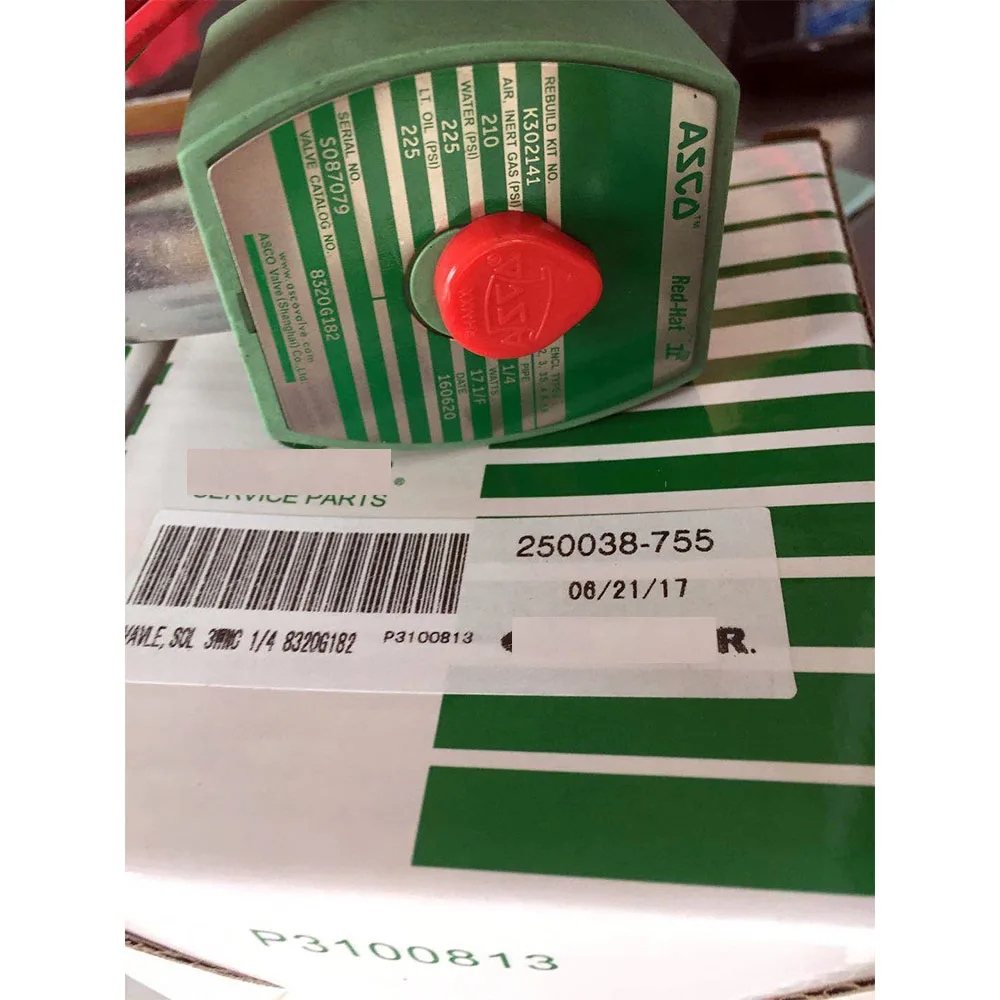 ASCO™
Red-Hat II
REBUILD KIT NO.
K302141
AIR, INERT GAS (PSI)
210
WATER (PSI)
225
LT. OIL (PSI)
225
PIPE
1/4
WATTS
17.1/F
DATE
160620
SERIAL NO.
S087079
VALVE CATALOG NO.
8320G182
www.ascovalve.com
ASCO Valve (Shanghai) Co., Ltd.
ASCO
SERVICE PARTS
®
250038-755
06/21/17
VAVLE, SOL 3WNC 1/4 8320G182
P3100813
R.
P3100813